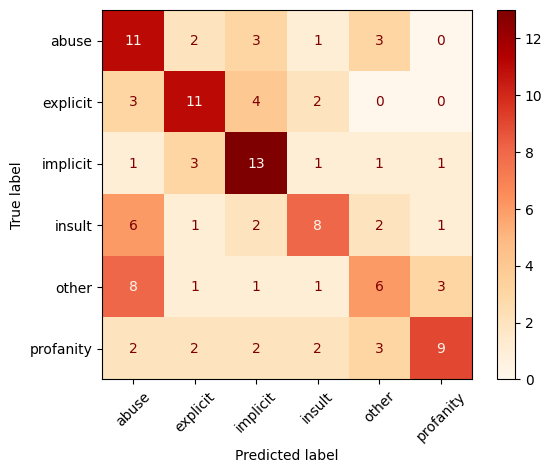 True label
abuse 11 2 3 1 3 0
explicit 3 11 4 2 0 0
implicit 1 3 13 1 1 1
insult 6 1 2 8 2 1
other 8 1 1 1 6 3
profanity 2 2 2 2 3 9
abuse explicit implicit insult other profanity
Predicted label
12
10
8
6
4
2
0